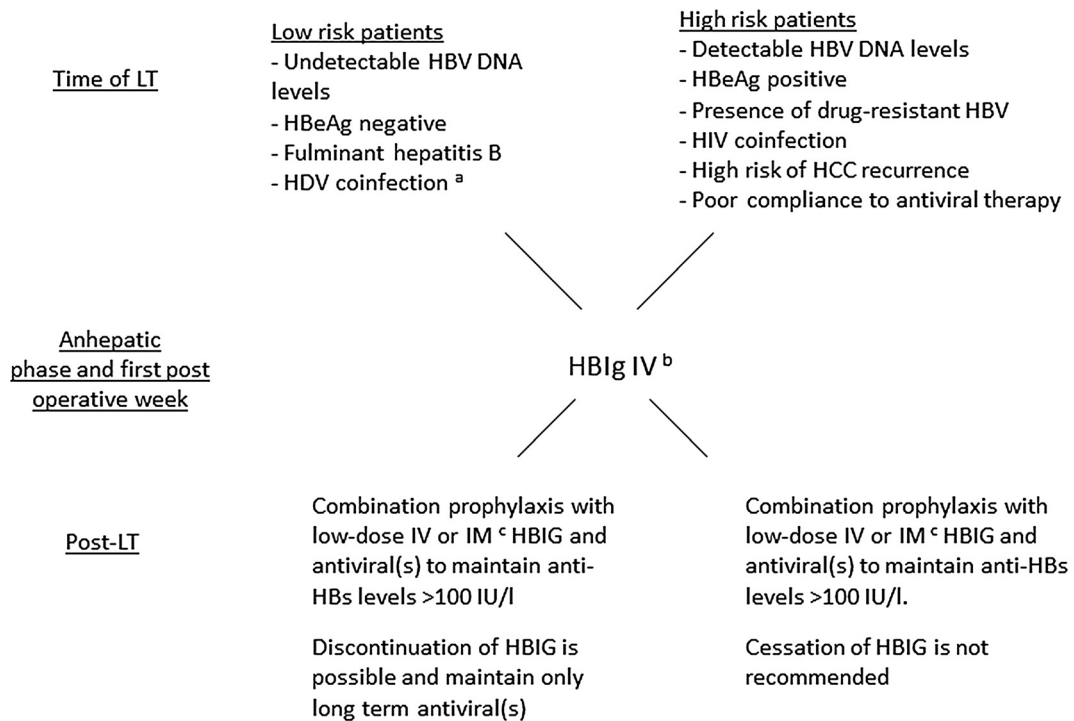 Time of LT
Low risk patients
- Undetectable HBV DNA
levels
- HBeAg negative
- Fulminant hepatitis B
- HDV coinfection ᵃ
High risk patients
- Detectable HBV DNA levels
- HBeAg positive
- Presence of drug-resistant HBV
- HIV coinfection
- High risk of HCC recurrence
- Poor compliance to antiviral therapy
Anhepatic
phase and first post
operative week
HBIg IV ᵇ
Post-LT
Combination prophylaxis with
low-dose IV or IM ᶜ HBIG and
antiviral(s) to maintain anti-
HBs levels >100 IU/l
Discontinuation of HBIG is
possible and maintain only
long term antiviral(s)
Combination prophylaxis with
low-dose IV or IM ᶜ HBIG and
antiviral(s) to maintain anti-HBs
levels >100 IU/l.
Cessation of HBIG is not
recommended